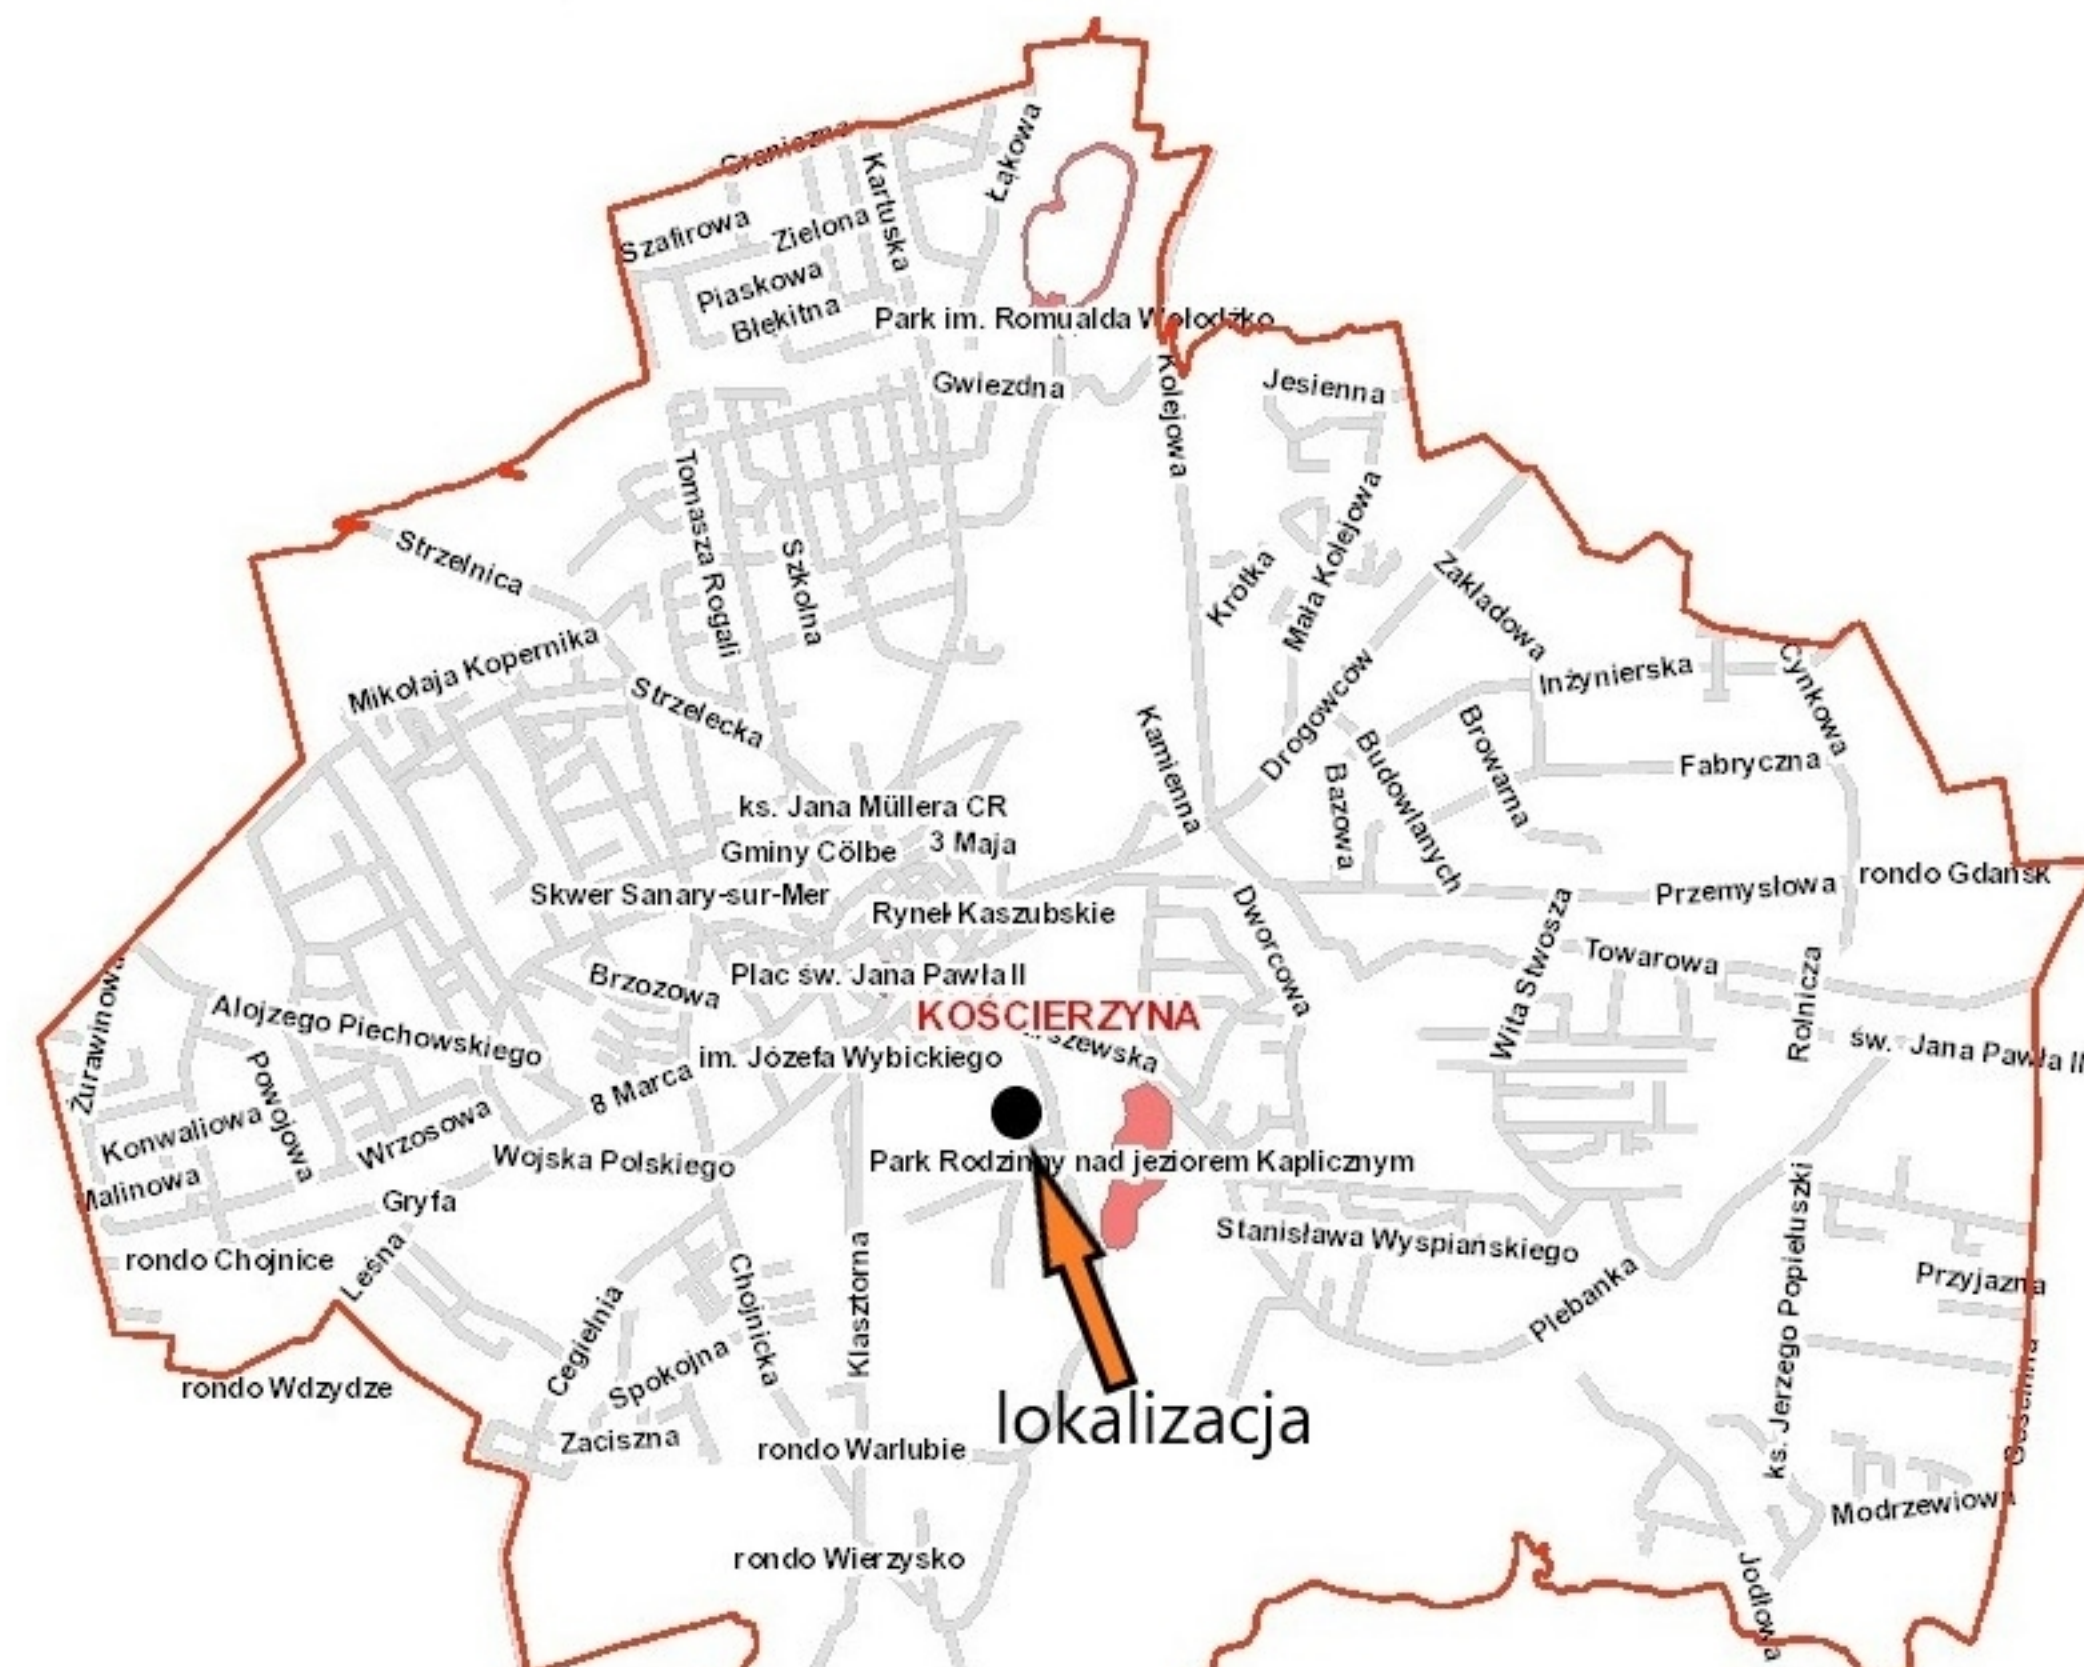 Graniczna
Łąkowa
Kartuska
Szafirowa
Zielona
Piaskowa
Błękitna
Park im. Romualda Wołodźko
Gwiezdna
Kolejowa
Jesienna
Tomasza Rogali
Szkolna
Strzelnica
Krótka
Mała Kolejowa
Zakładowa
Mikołaja Kopernika
Strzelecka
Inżynierska
Cynkowa
Kamienna
Drogowców
Budowlanych
Browarna
Bazowa
Fabryczna
ks. Jana Müllera CR
Gminy Cölbe
3 Maja
Skwer Sanary-sur-Mer
Rynek Kaszubskie
Przemysłowa
rondo Gdańsk
Dworcowa
Wita Stwosza
Towarowa
Brzozowa
Plac św. Jana Pawła II
Żurawinowa
Alojzego Piechowskiego
KOŚCIERZYNA
Rolnicza
św. Jana Pawła II
im. Józefa Wybickiego
8 Marca
Powojowa
Konwaliowa
Wrzosowa
Wojska Polskiego
Park Rodzinny nad jeziorem Kaplicznym
Malinowa
Gryfa
rondo Chojnice
Leśna
Stanisława Wyspiańskiego
ks. Jerzego Popiełuszki
Przyjazna
Plebanka
Klasztorna
Chojnicka
Cegielnia
Spokojna
rondo Wdzydze
Zaciszna
lokalizacja
rondo Warlubie
Gościnna
Modrzewiowa
rondo Wierzysko
Jodłowa